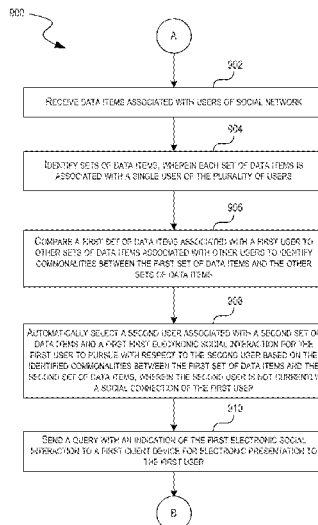 900
A
902
RECEIVE DATA ITEMS ASSOCIATED WITH USERS OF SOCIAL NETWORK
904
IDENTIFY SETS OF DATA ITEMS, WHEREIN EACH SET OF DATA ITEMS IS
ASSOCIATED WITH A SINGLE USER OF THE PLURALITY OF USERS
906
COMPARE A FIRST SET OF DATA ITEMS ASSOCIATED WITH A FIRST USER TO
OTHER SETS OF DATA ITEMS ASSOCIATED WITH OTHER USERS TO IDENTIFY
COMMONALITIES BETWEEN THE FIRST SET OF DATA ITEMS AND THE OTHER
SETS OF DATA ITEMS
908
AUTOMATICALLY SELECT A SECOND USER ASSOCIATED WITH A SECOND SET OF
DATA ITEMS AND A FIRST FIRST ELECTRONIC SOCIAL INTERACTION FOR THE
FIRST USER TO PURSUE WITH RESPECT TO THE SECOND USER BASED ON THE
IDENTIFIED COMMONALITIES BETWEEN THE FIRST SET OF DATA ITEMS AND THE
SECOND SET OF DATA ITEMS, WHEREIN THE SECOND USER IS NOT CURRENTLY
A SOCIAL CONNECTION OF THE FIRST USER
910
SEND A QUERY WITH AN INDICATION OF THE FIRST ELECTRONIC SOCIAL
INTERACTION TO A FIRST CLIENT DEVICE FOR ELECTRONIC PRESENTATION TO
THE FIRST USER
B